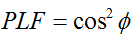 PLF = cos² ϕ